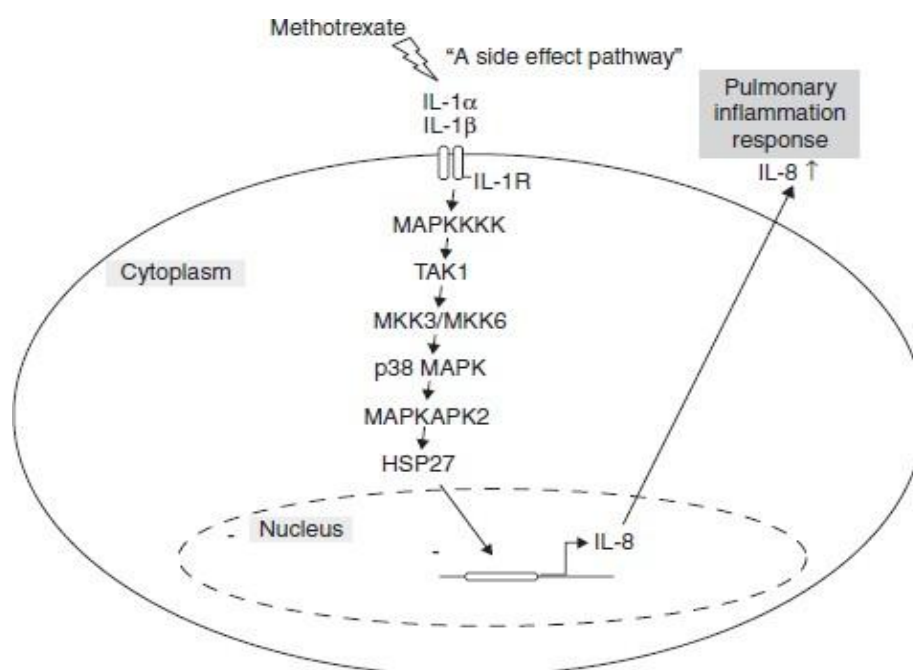 Methotrexate
“A side effect pathway”
IL-1α
IL-1β
IL-1R
MAPKKKK
TAK1
MKK3/MKK6
p38 MAPK
MAPKAPK2
HSP27
Cytoplasm
Nucleus
IL-8
Pulmonary
inflammation
response
IL-8 ↑